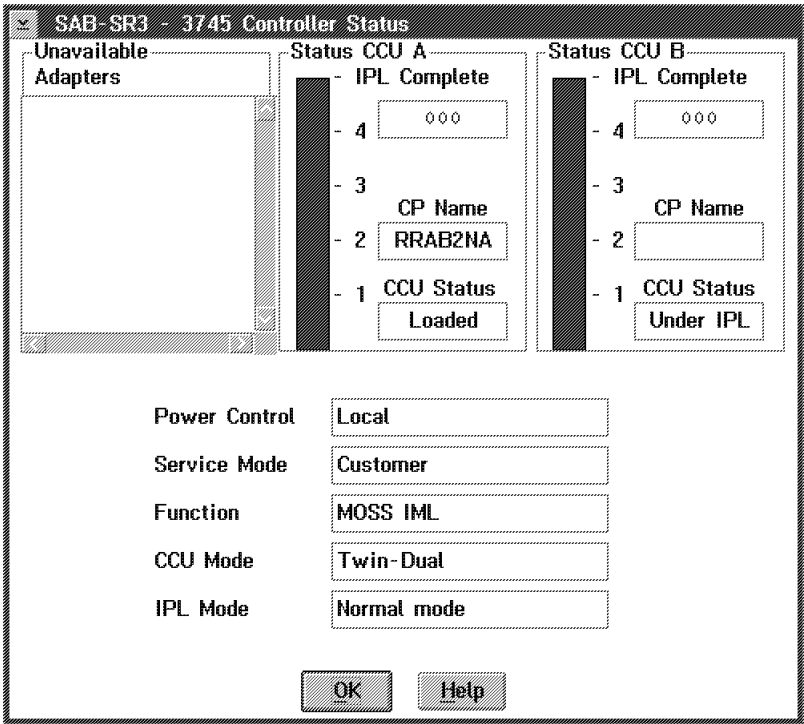 SAB-SR3 - 3745 Controller Status
Unavailable
Adapters
Status CCU A
- IPL Complete
000
- 4
- 3
CP Name
- 2 RRAB2NA
CCU Status
- 1
Loaded
Status CCU B
- IPL Complete
000
- 4
- 3
CP Name
- 2
CCU Status
- 1
Under IPL
Power Control Local
Service Mode Customer
Function MOSS IML
CCU Mode Twin-Dual
IPL Mode Normal mode
OK Help